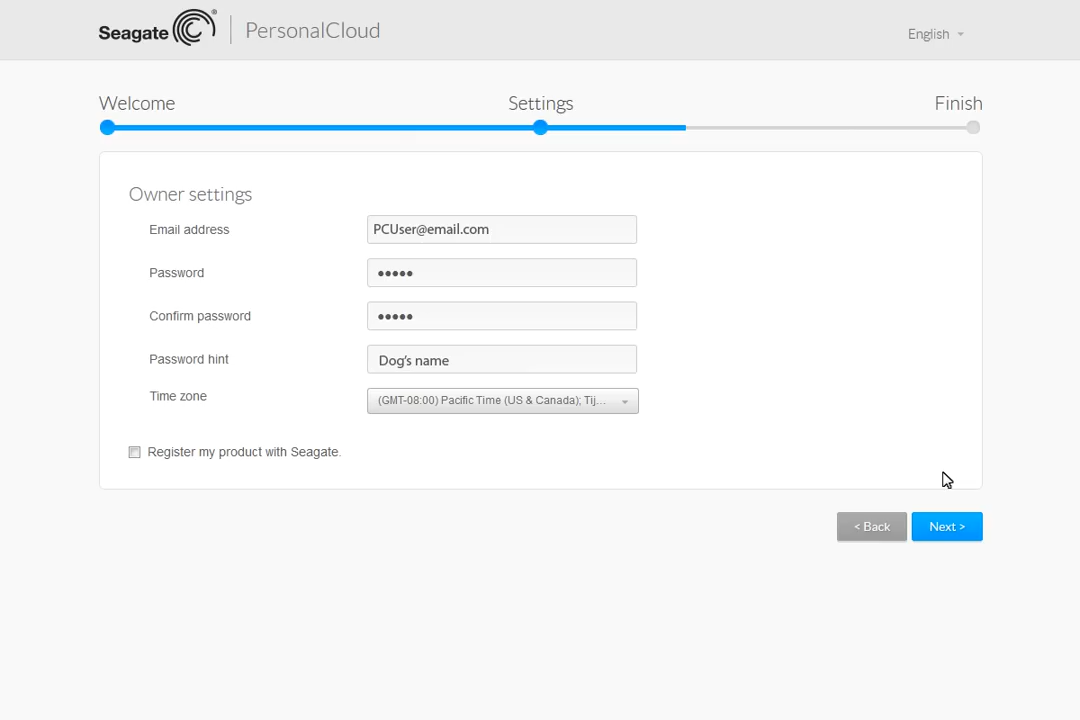 Seagate® PersonalCloud
English
Welcome Settings Finish
Owner settings
Email address PCUser@email.com
Password •••••
Confirm password •••••
Password hint Dog's name
Time zone (GMT-08:00) Pacific Time (US & Canada); Tij...
Register my product with Seagate.
< Back Next >